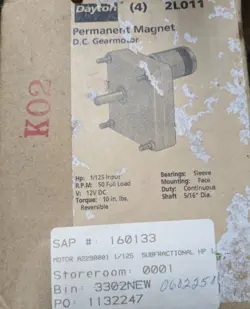 Dayton (4) 2L011
Permanent Magnet
D.C. Gearmotor
K02
Hp: 1/125 Input
R.P.M: 50 Full Load
V: 12V DC
Torque: 10 in. lbs.
Reversible
Bearings: Sleeve
Mounting: Face
Duty: Continuous
Shaft 5/16" Dia.
SAP #: 160133
MOTOR A2290001 1/125 SUBFRACTIONAL HP
Storeroom: 0001
Bin: 3302NEW
PO: 1132247